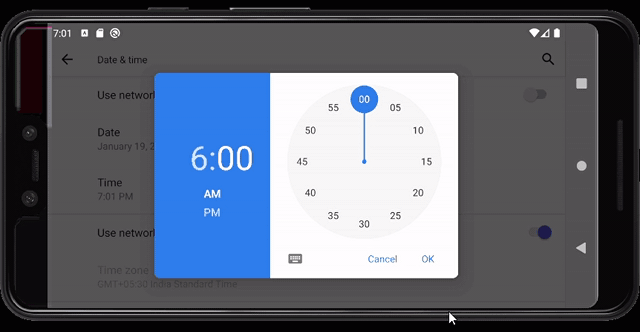 7:01
Date & time
Use networ
Date
January 19, 2
Time
7:01 PM
Use networ
Time zone
GMT+05:30 India Standard Time
6:00
AM
PM
00
05
10
15
20
25
30
35
40
45
50
55
Cancel
OK